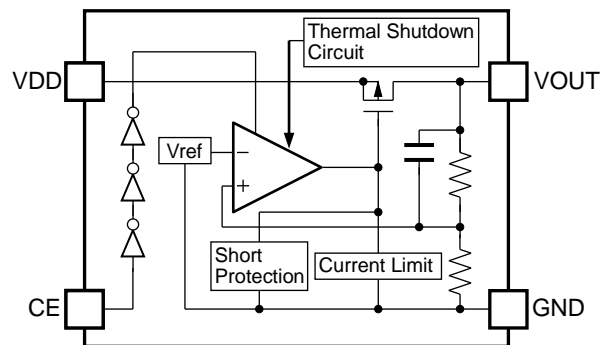 Thermal Shutdown
Circuit
VDD
VOUT
Vref
−
+
Short
Protection
Current Limit
CE
GND